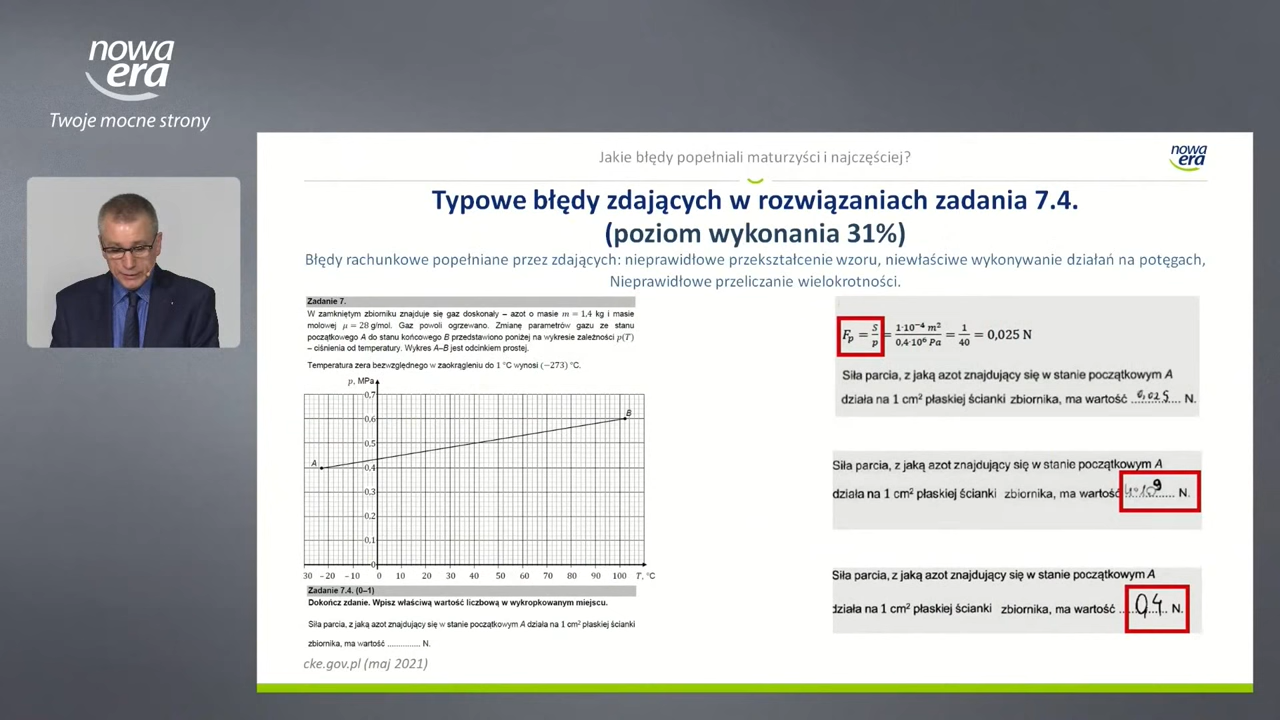 nowa
era
Twoje mocne strony
Jakie błędy popełniali maturzyści i najczęściej?
nowa
era
Typowe błędy zdających w rozwiązaniach zadania 7.4.
(poziom wykonania 31%)
Błędy rachunkowe popełniane przez zdających: nieprawidłowe przekształcenie wzoru, niewłaściwe wykonywanie działań na potęgach,
Nieprawidłowe przeliczanie wielokrotności.
Zadanie 7.
W zamkniętym zbiorniku znajduje się gaz doskonały – azot o masie m = 1,4 kg i masie
molowej μ = 28 g/mol. Gaz powoli ogrzewano. Zmianę parametrów gazu ze stanu
początkowego A do stanu końcowego B przedstawiono poniżej na wykresie zależności p(T)
– ciśnienia od temperatury. Wykres A–B jest odcinkiem prostej.
Temperatura zera bezwzględnego w zaokrągleniu do 1 °C wynosi (−273) °C.
p, MPa
0,7
0,6
0,5
0,4
0,3
0,2
0,1
0
A
B
30 −20 −10 0 10 20 30 40 50 60 70 80 90 100 T, °C
Zadanie 7.4. (0–1)
Dokończ zdanie. Wpisz właściwą wartość liczbową w wykropkowanym miejscu.
Siła parcia, z jaką azot znajdujący się w stanie początkowym A działa na 1 cm² płaskiej ścianki
zbiornika, ma wartość ................ N.
cke.gov.pl (maj 2021)
Fp = S/p = 1·10⁻⁴ m²/0,4·10⁶ Pa = 1/40 = 0,025 N
Siła parcia, z jaką azot znajdujący się w stanie początkowym A
działa na 1 cm² płaskiej ścianki zbiornika, ma wartość 0,025 N.
Siła parcia, z jaką azot znajdujący się w stanie początkowym A
działa na 1 cm² płaskiej ścianki zbiornika, ma wartość 4·10⁹ N.
Siła parcia, z jaką azot znajdujący się w stanie początkowym A
działa na 1 cm² płaskiej ścianki zbiornika, ma wartość 0,4 N.